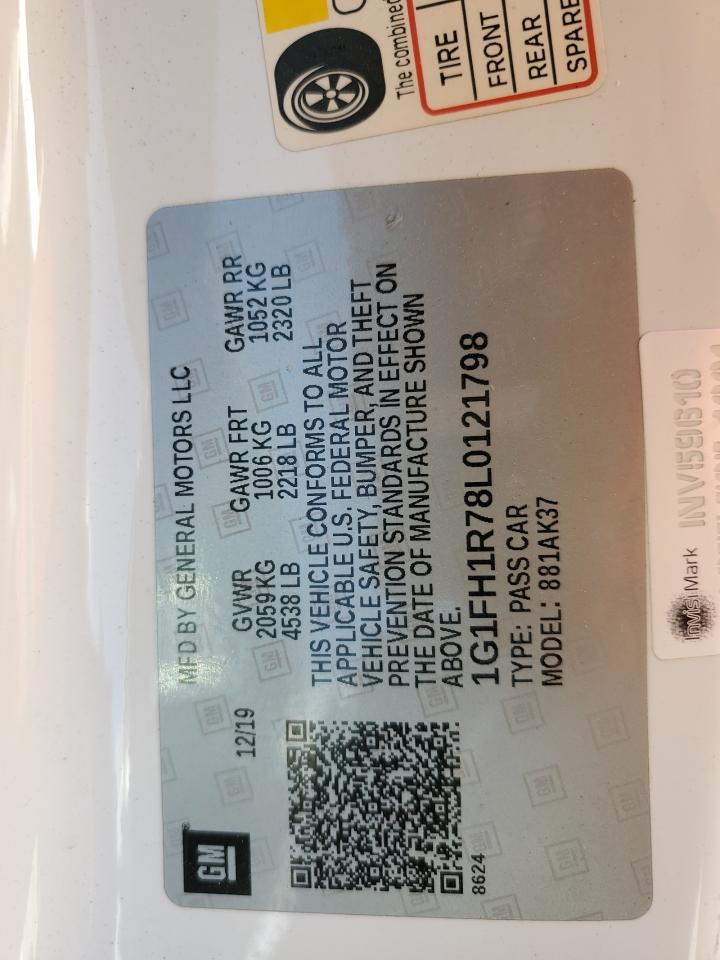 GM
MFD BY GENERAL MOTORS LLC
12/19
GVWR GAWR FRT GAWR RR
2059 KG 1006 KG 1052 KG
4538 LB 2218 LB 2320 LB
THIS VEHICLE CONFORMS TO ALL
APPLICABLE U.S. FEDERAL MOTOR
VEHICLE SAFETY, BUMPER, AND THEFT
PREVENTION STANDARDS IN EFFECT ON
THE DATE OF MANUFACTURE SHOWN
ABOVE.
1G1FH1R78L0121798
TYPE: PASS CAR
MODEL: 881AK37
8624
The combined
TIRE
FRONT
REAR
SPARE
InvisiMark
INV159610